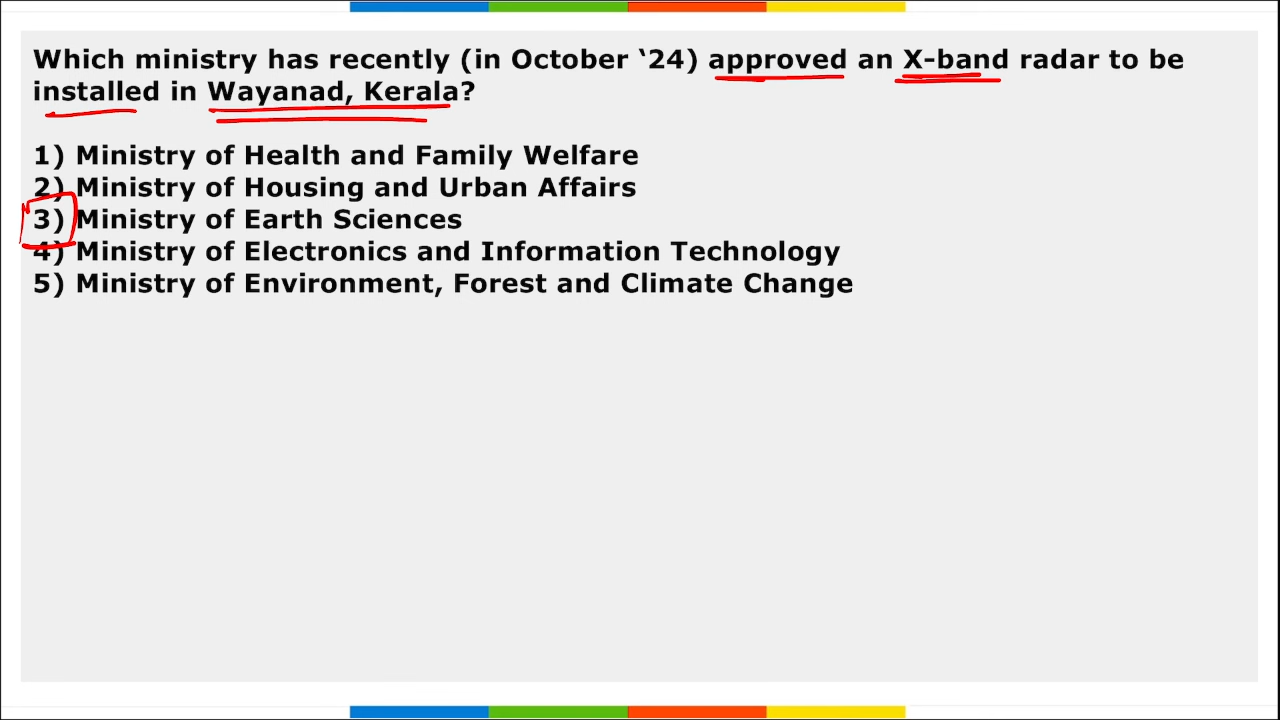 Which ministry has recently (in October ‘24) approved an X-band radar to be
installed in Wayanad, Kerala?
1) Ministry of Health and Family Welfare
2) Ministry of Housing and Urban Affairs
3) Ministry of Earth Sciences
4) Ministry of Electronics and Information Technology
5) Ministry of Environment, Forest and Climate Change